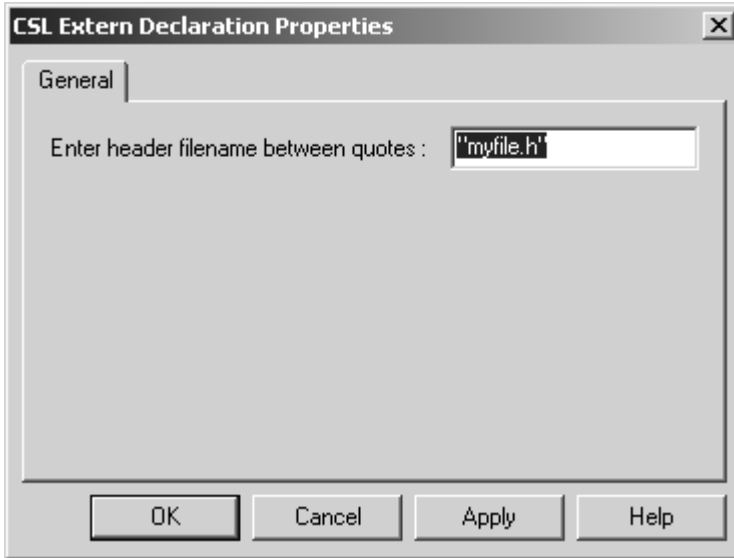 CSL Extern Declaration Properties
General
Enter header filename between quotes :
"myfile.h"
OK
Cancel
Apply
Help